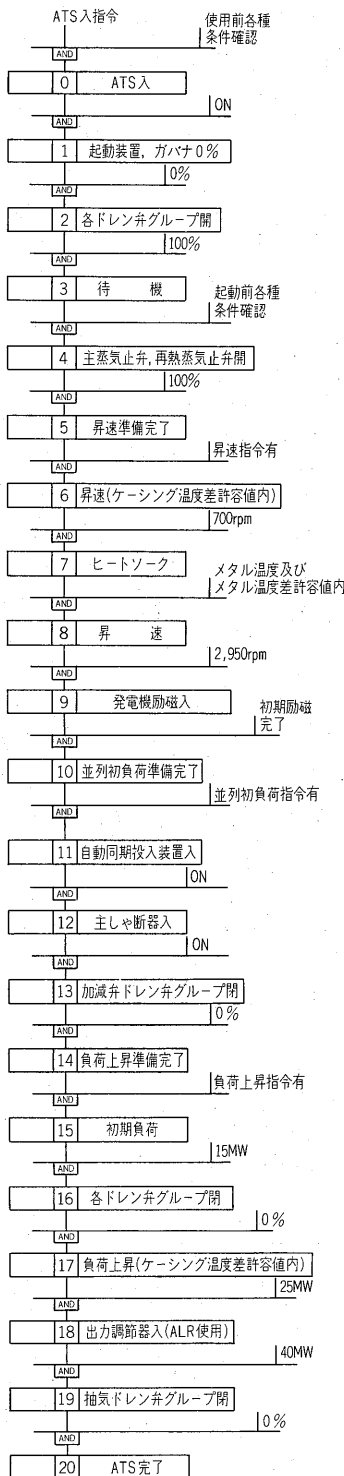 ATS入指令
使用前各種
条件確認
AND
0 ATS入
ON
AND
1 起動装置, ガバナ0%
0%
AND
2 各ドレン弁グループ開
100%
AND
3 待 機
起動前各種
条件確認
AND
4 主蒸気止弁,再熱蒸気止弁開
100%
AND
5 昇速準備完了
昇速指令有
AND
6 昇速(ケーシング温度差許容値内)
700rpm
AND
7 ヒートソーク
メタル温度及び
メタル温度差許容値内
AND
8 昇 速
2,950rpm
AND
9 発電機励磁入
初期励磁
完了
AND
10 並列初負荷準備完了
並列初負荷指令有
AND
11 自動同期投入装置入
ON
AND
12 主しゃ断器入
ON
AND
13 加減弁ドレン弁グループ閉
0%
AND
14 負荷上昇準備完了
負荷上昇指令有
AND
15 初期負荷
15MW
AND
16 各ドレン弁グループ閉
0%
AND
17 負荷上昇(ケーシング温度差許容値内)
25MW
AND
18 出力調節器入(ALR使用)
40MW
AND
19 抽気ドレン弁グループ閉
0%
AND
20 ATS完了